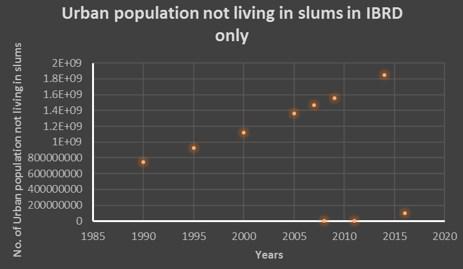 Urban population not living in slums in IBRD
only
No. of Urban population not living in slums
2E+09
1.8E+09
1.6E+09
1.4E+09
1.2E+09
1E+09
800000000
600000000
400000000
200000000
0
1985 1990 1995 2000 2005 2010 2015 2020
Years